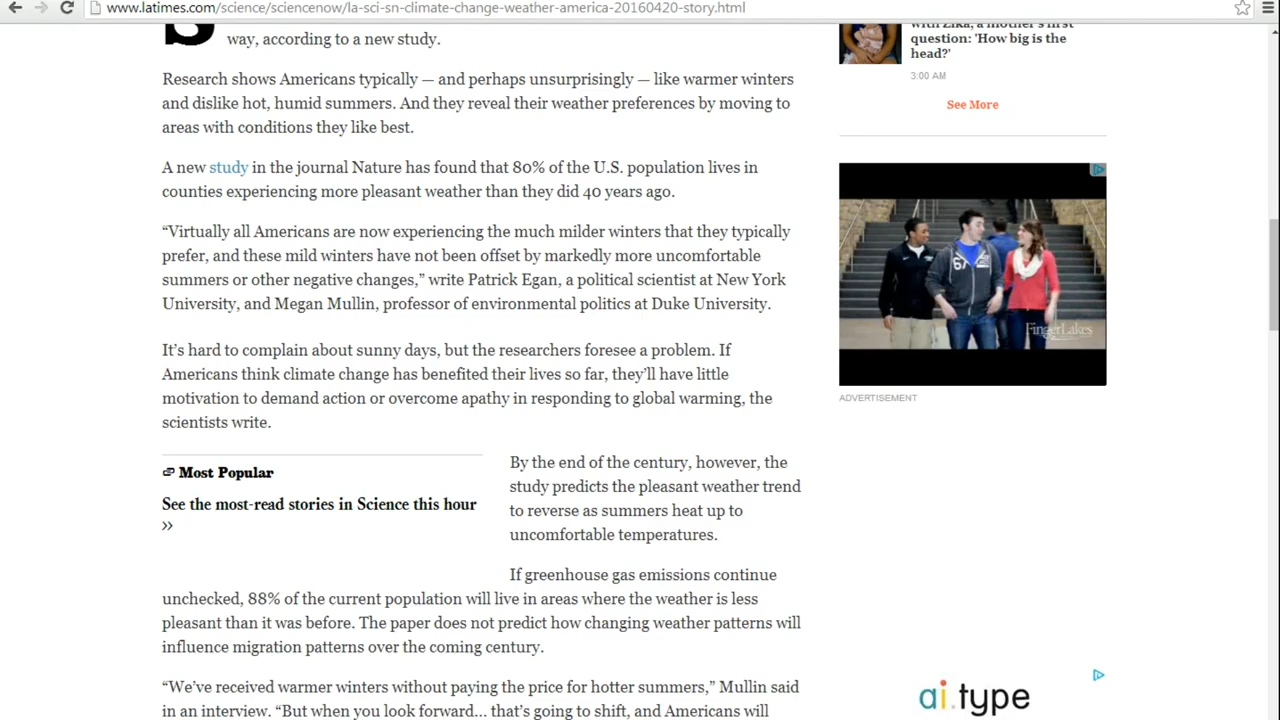 www.latimes.com/science/sciencenow/la-sci-sn-climate-change-weather-america-20160420-story.html
S
way, according to a new study.
Research shows Americans typically — and perhaps unsurprisingly — like warmer winters
and dislike hot, humid summers. And they reveal their weather preferences by moving to
areas with conditions they like best.
A new study in the journal Nature has found that 80% of the U.S. population lives in
counties experiencing more pleasant weather than they did 40 years ago.
“Virtually all Americans are now experiencing the much milder winters that they typically
prefer, and these mild winters have not been offset by markedly more uncomfortable
summers or other negative changes,” write Patrick Egan, a political scientist at New York
University, and Megan Mullin, professor of environmental politics at Duke University.
It’s hard to complain about sunny days, but the researchers foresee a problem. If
Americans think climate change has benefited their lives so far, they’ll have little
motivation to demand action or overcome apathy in responding to global warming, the
scientists write.
Most Popular
See the most-read stories in Science this hour
>>
By the end of the century, however, the
study predicts the pleasant weather trend
to reverse as summers heat up to
uncomfortable temperatures.
If greenhouse gas emissions continue
unchecked, 88% of the current population will live in areas where the weather is less
pleasant than it was before. The paper does not predict how changing weather patterns will
influence migration patterns over the coming century.
“We’ve received warmer winters without paying the price for hotter summers,” Mullin said
in an interview. “But when you look forward... that’s going to shift, and Americans will
with Zika, a mother's first
question: 'How big is the
head?'
3:00 AM
See More
67
FingerLakes
ADVERTISEMENT
ai.type